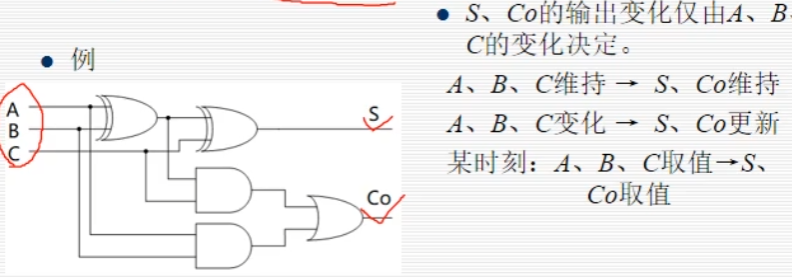 例
A
B
C
S
Co
S、Co的输出变化仅由A、B、
C的变化决定。
A、B、C维持 → S、Co维持
A、B、C变化 → S、Co更新
某时刻：A、B、C取值→S、
Co取值